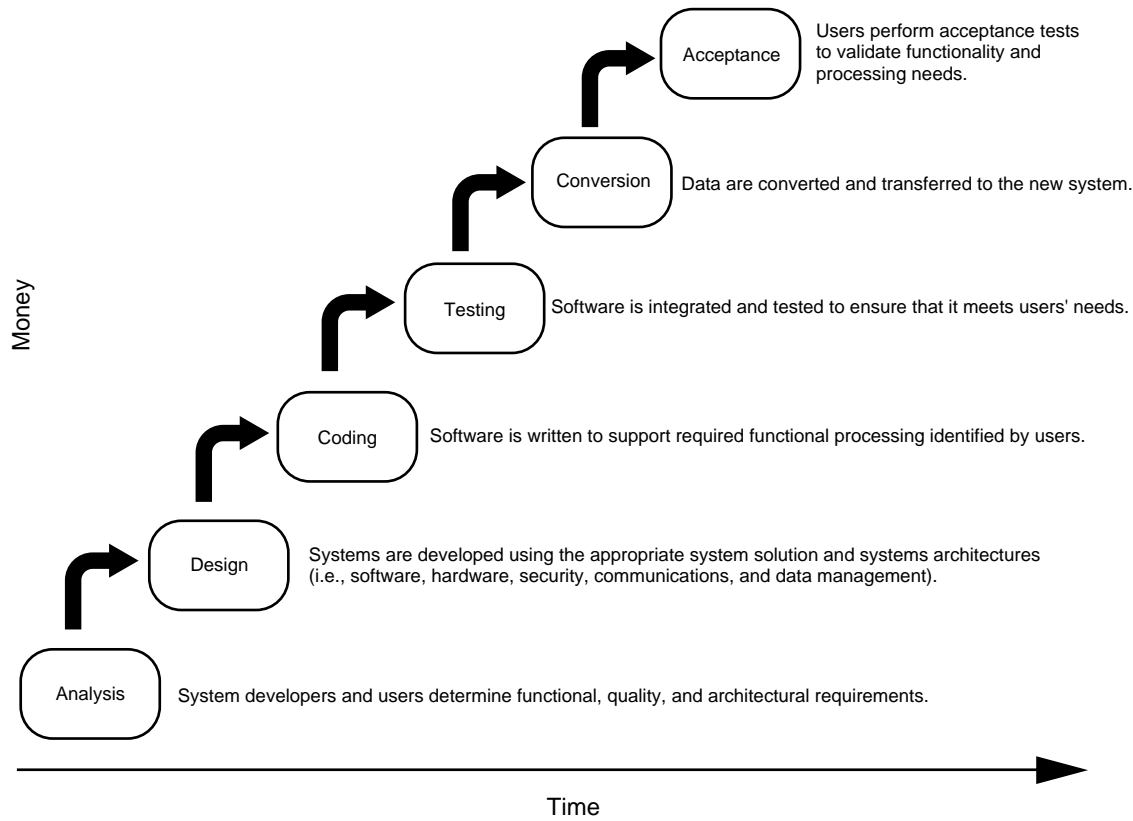 Acceptance
Users perform acceptance tests
to validate functionality and
processing needs.
Conversion
Data are converted and transferred to the new system.
Testing
Software is integrated and tested to ensure that it meets users' needs.
Money
Coding
Software is written to support required functional processing identified by users.
Design
Systems are developed using the appropriate system solution and systems architectures
(i.e., software, hardware, security, communications, and data management).
Analysis
System developers and users determine functional, quality, and architectural requirements.
Time